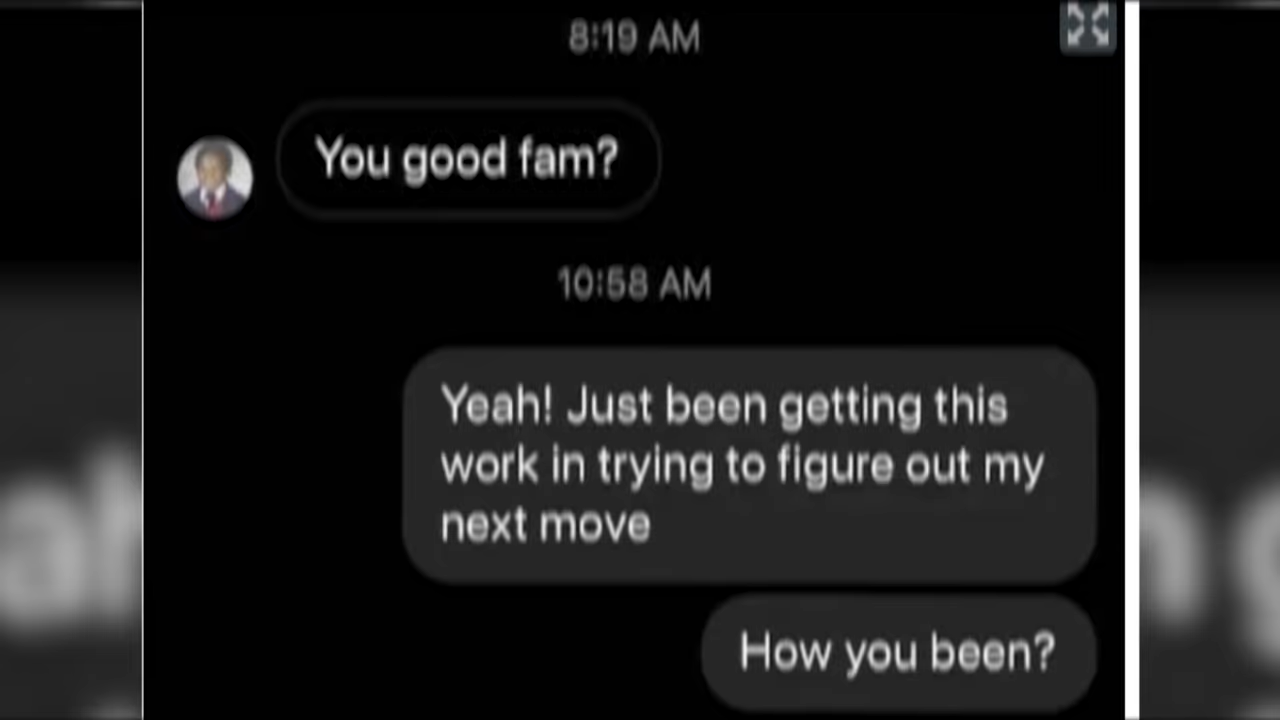 8:19 AM
You good fam?
10:58 AM
Yeah! Just been getting this
work in trying to figure out my
next move
How you been?